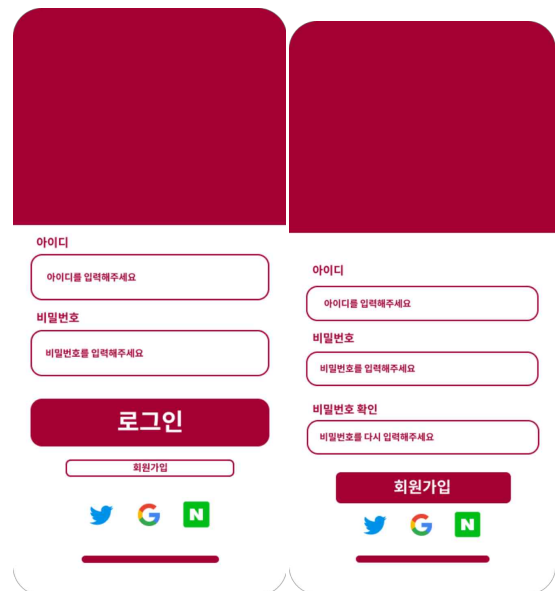 아이디
아이디를 입력해주세요
비밀번호
비밀번호를 입력해주세요
로그인
회원가입
N
아이디
아이디를 입력해주세요
비밀번호
비밀번호를 입력해주세요
비밀번호 확인
비밀번호를 다시 입력해주세요
회원가입
N